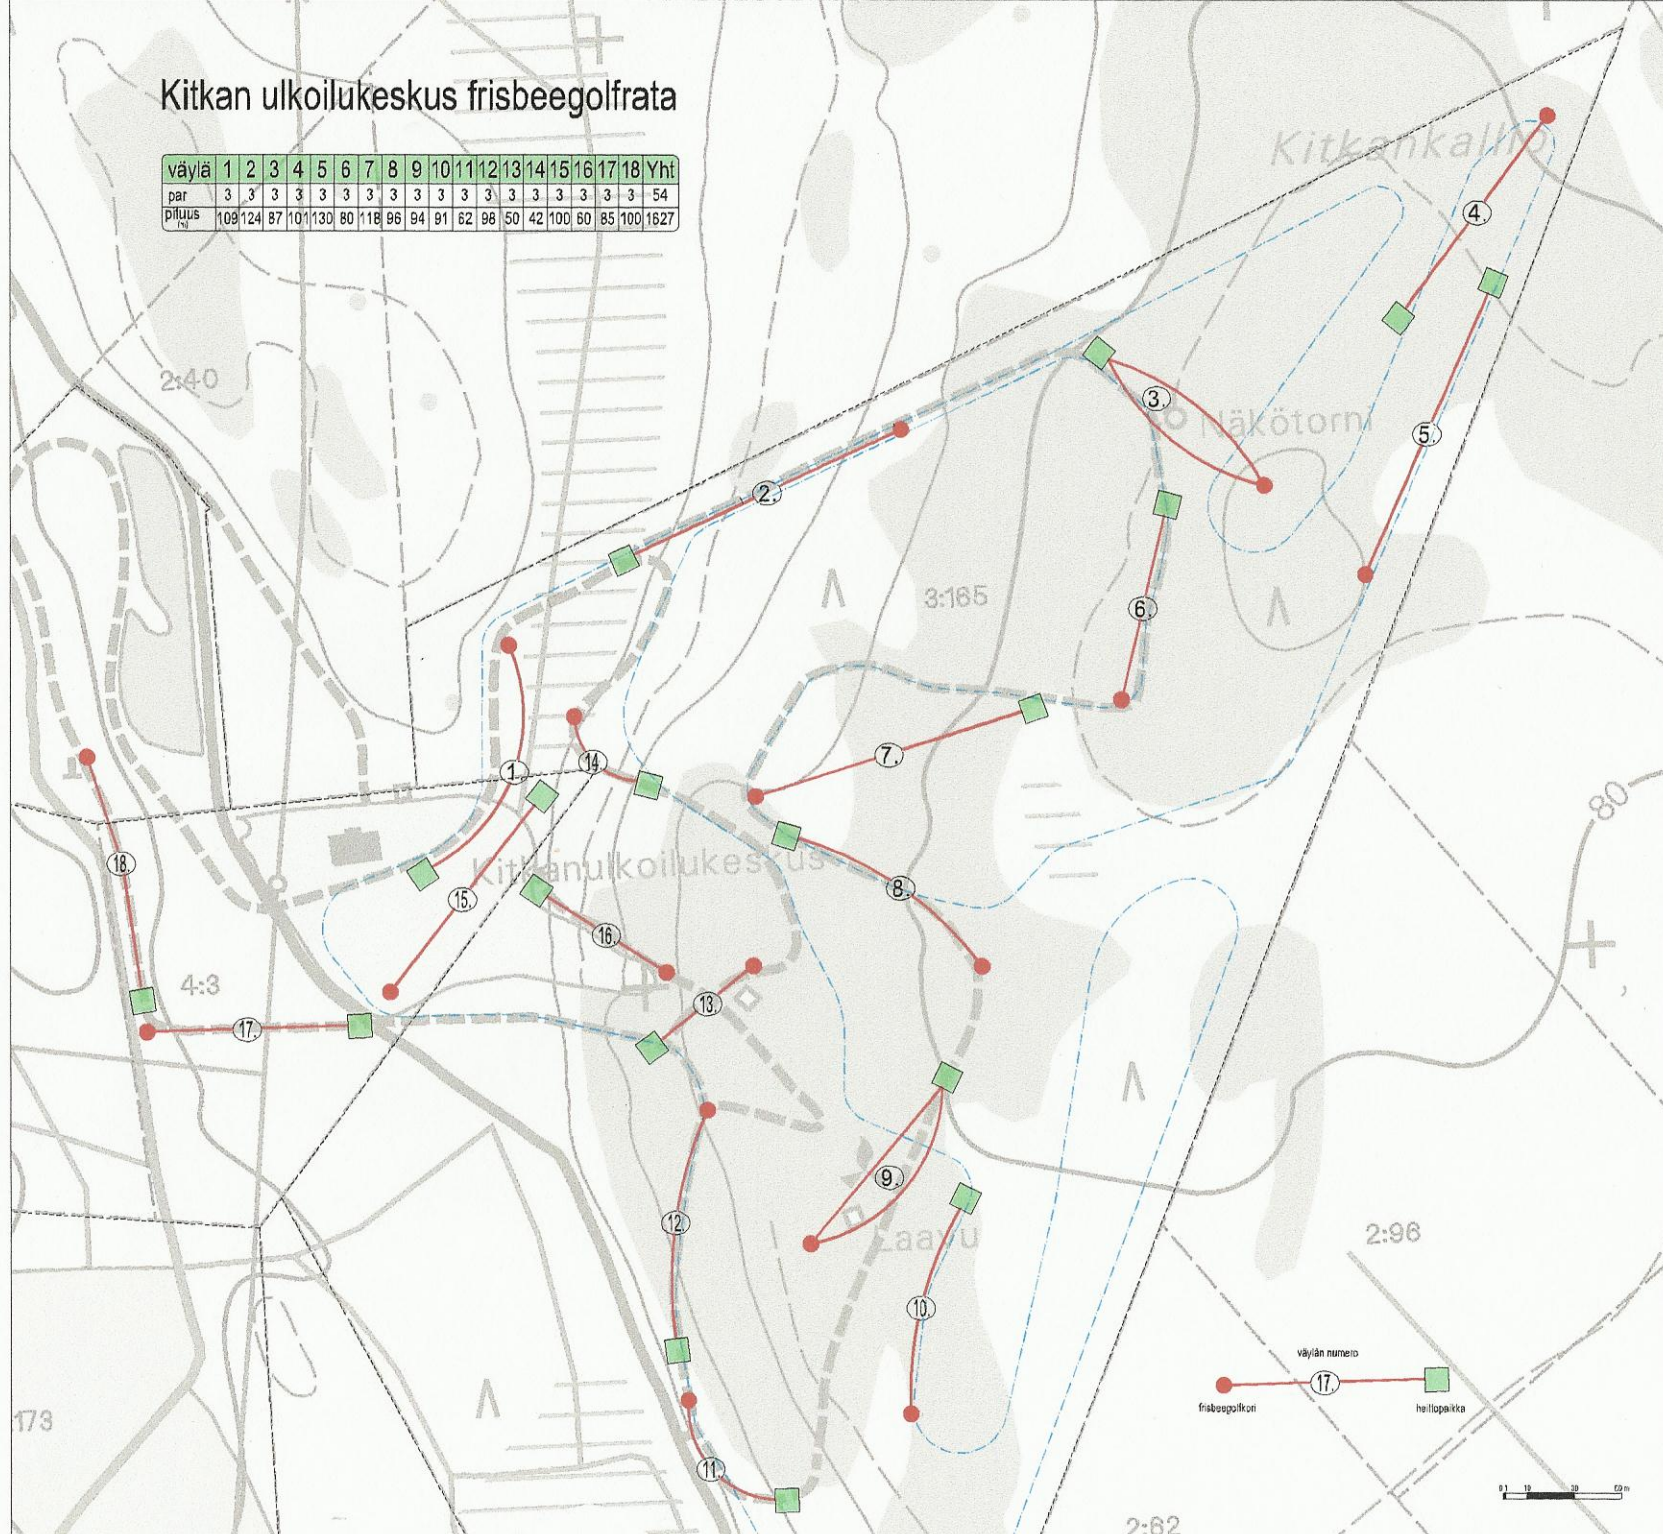 Kitkan ulkoilukeskus frisbeegolfrata
väylä 1 2 3 4 5 6 7 8 9 10 11 12 13 14 15 16 17 18 Yht
par 3 3 3 3 3 3 3 3 3 3 3 3 3 3 3 3 3 3 54
pituus 109 124 87 101 130 80 118 96 94 91 62 98 50 42 100 60 85 100 1627
Kitkankallio
4.
2:40
3.
Näkötorni
5.
2.
3:165
6.
7.
14.
1.
80
18.
Kitkanulkoilukeskus
8.
15.
16.
4:3
13.
17.
9.
12.
Laavu
2:96
10.
väylän numero
17.
frisbeegolfkori
heittopaikka
173
11.
2:62